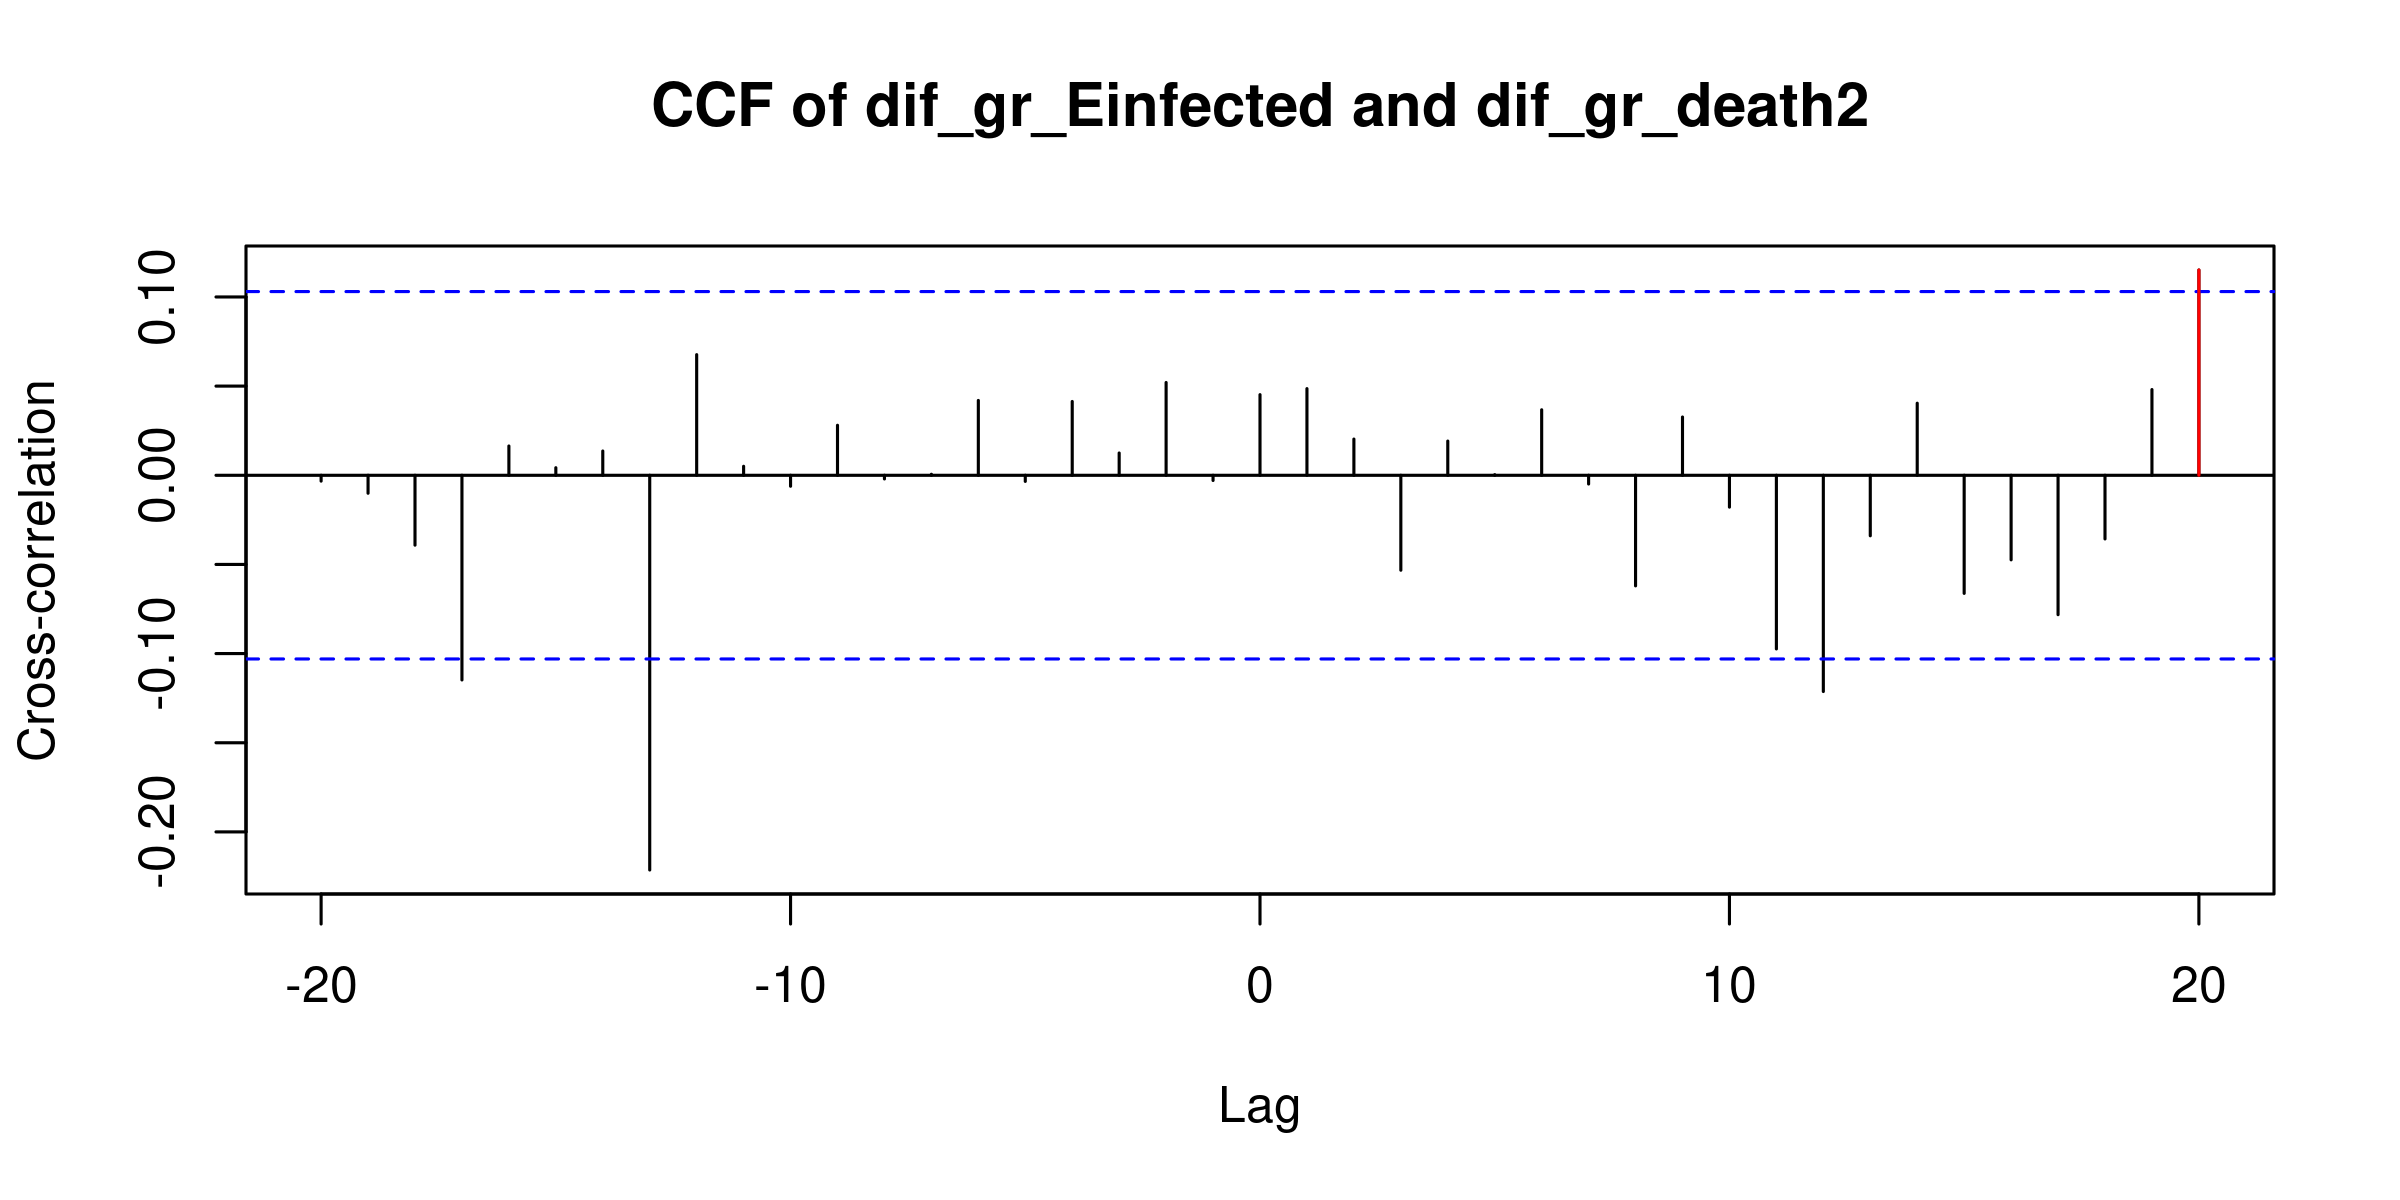 CCF of dif_gr_Einfected and dif_gr_death2
Cross-correlation
0.10
0.00
-0.10
-0.20
-20 -10 0 10 20
Lag